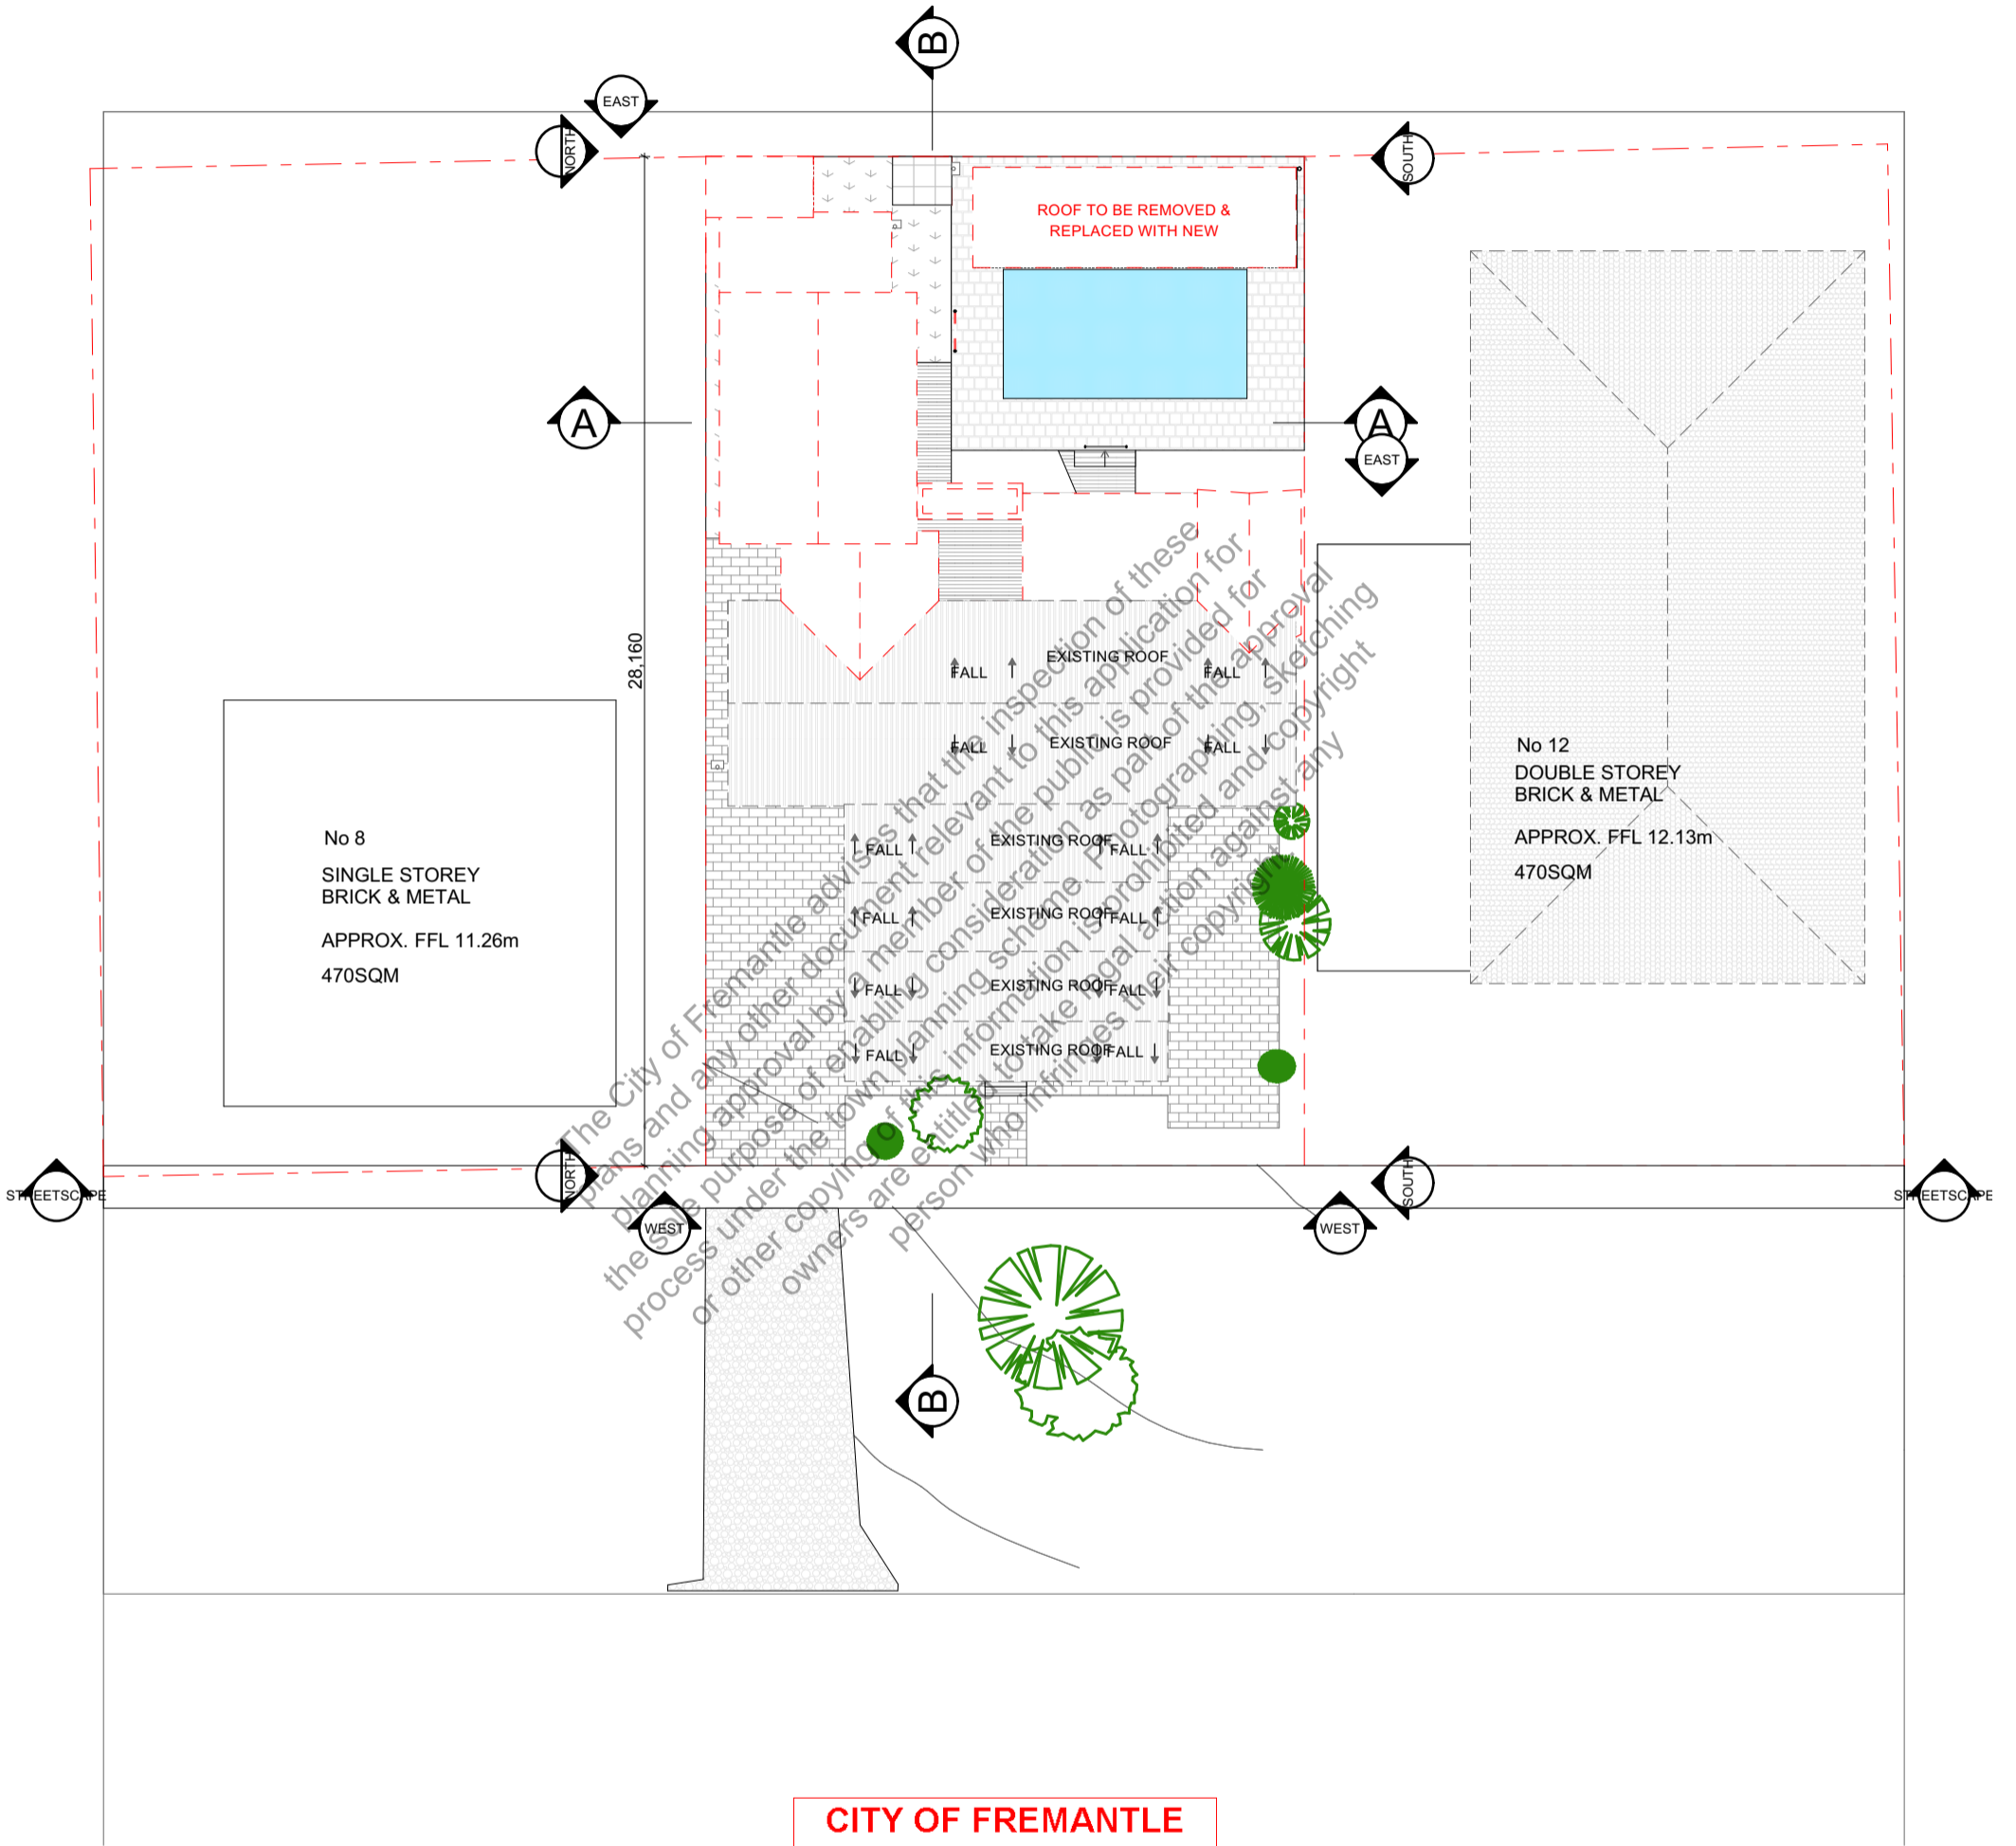 B
EAST
NORTH
SOUTH
ROOF TO BE REMOVED &
REPLACED WITH NEW
A
A
EAST
28,160
EXISTING ROOF
FALL
FALL
EXISTING ROOF
FALL
FALL
No 12
DOUBLE STOREY
BRICK & METAL
APPROX. FFL 12.13m
470SQM
No 8
SINGLE STOREY
BRICK & METAL
APPROX. FFL 11.26m
470SQM
EXISTING ROOF
FALL
FALL
EXISTING ROOF
FALL
FALL
EXISTING ROOF
FALL
FALL
EXISTING ROOF
FALL
FALL
The City of Fremantle advises that the inspection of these
plans and any other document relevant to this application for
planning approval by a member of the public is provided for
the sole purpose of enabling consideration as part of the approval
process under the town planning scheme. Photographing, sketching
or other copying of this information is prohibited and copyright
owners are entitled to take legal action against any
person who infringes their copyright.
NORTH
SOUTH
STREETSCAPE
STREETSCAPE
WEST
WEST
B
CITY OF FREMANTLE